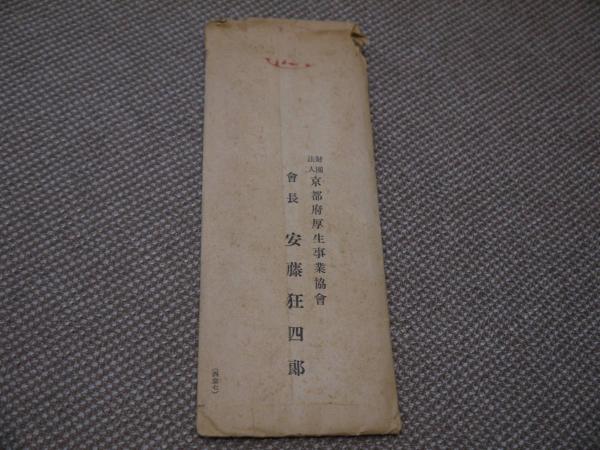 財團法人京都府厚生事業協會
會長 安藤狂四郎